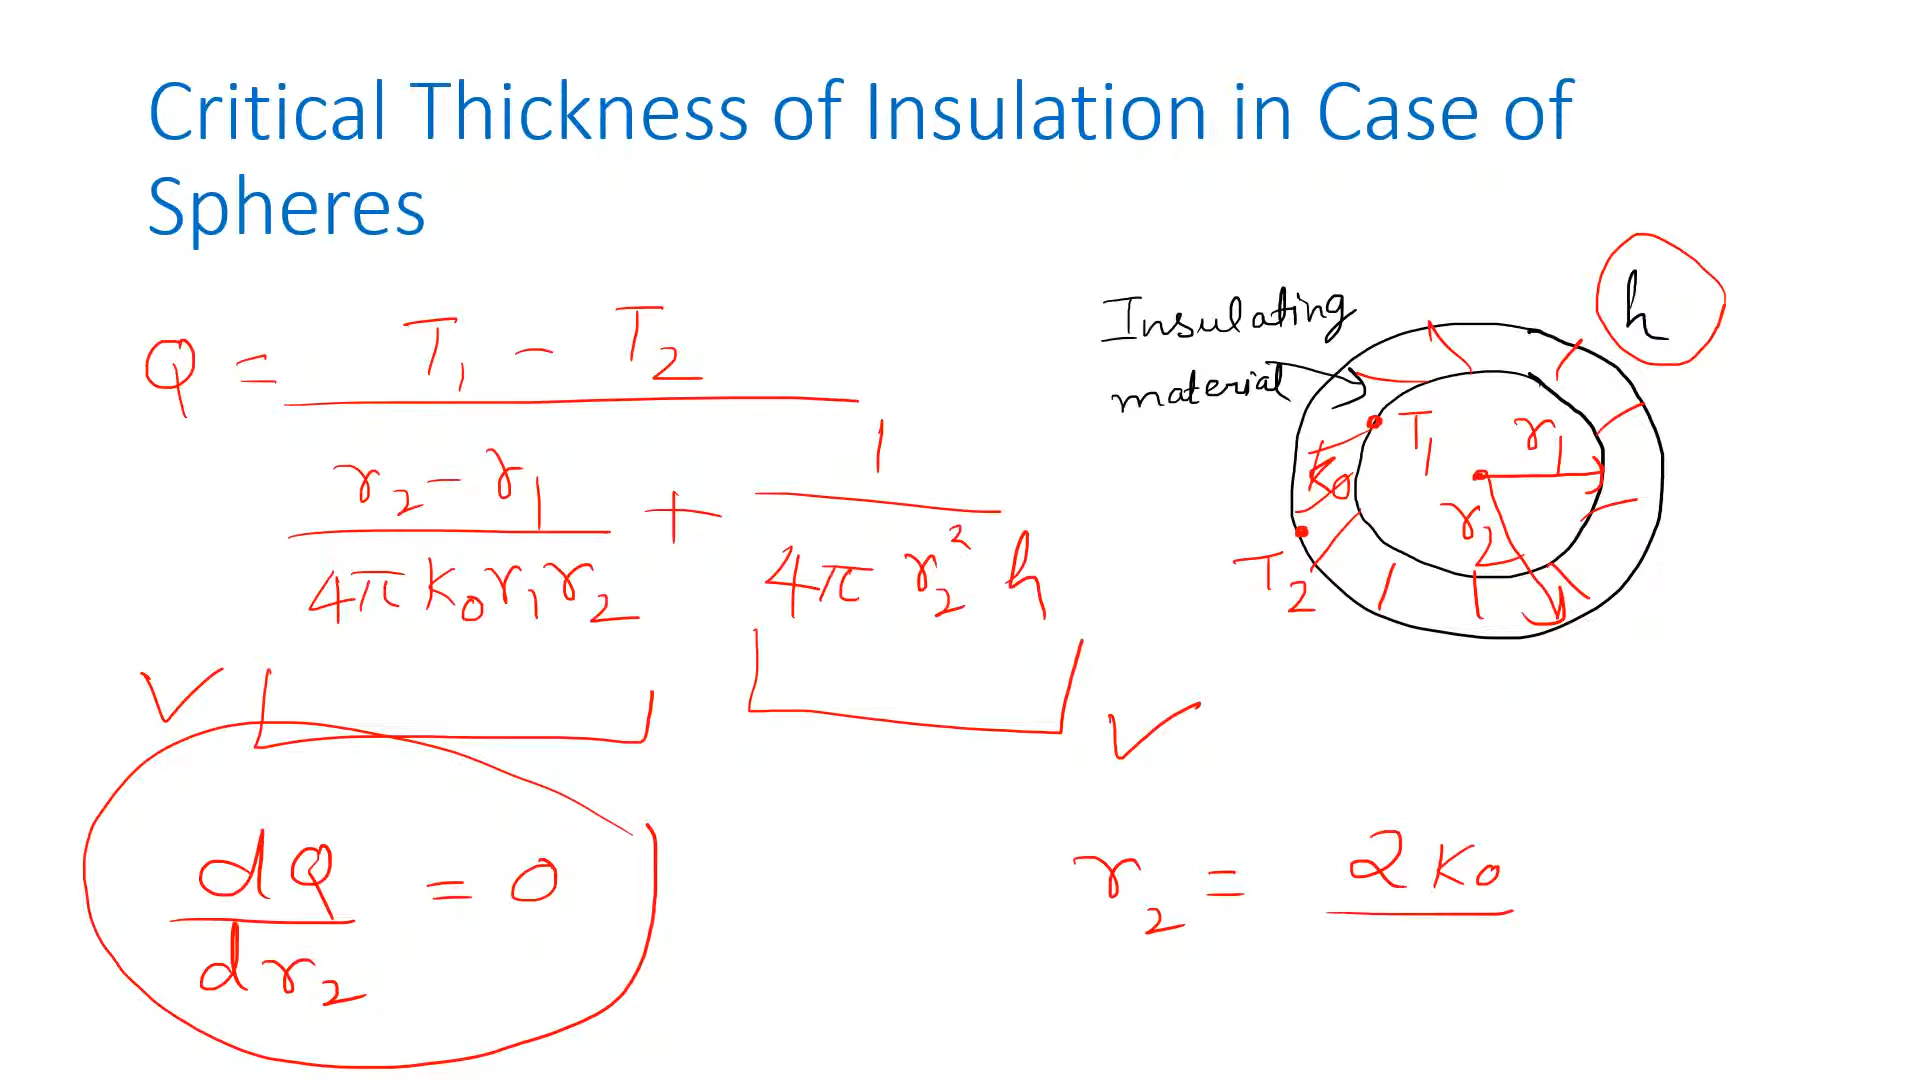 Critical Thickness of Insulation in Case of
Spheres
Q = T₁ - T₂
r₂ - r₁ + 1
4π k₀ r₁ r₂ 4π r₂² h
dQ = 0
dr₂
r₂ = 2 k₀
Insulating
material
h
T₁
r₁
k₀
r₂
T₂